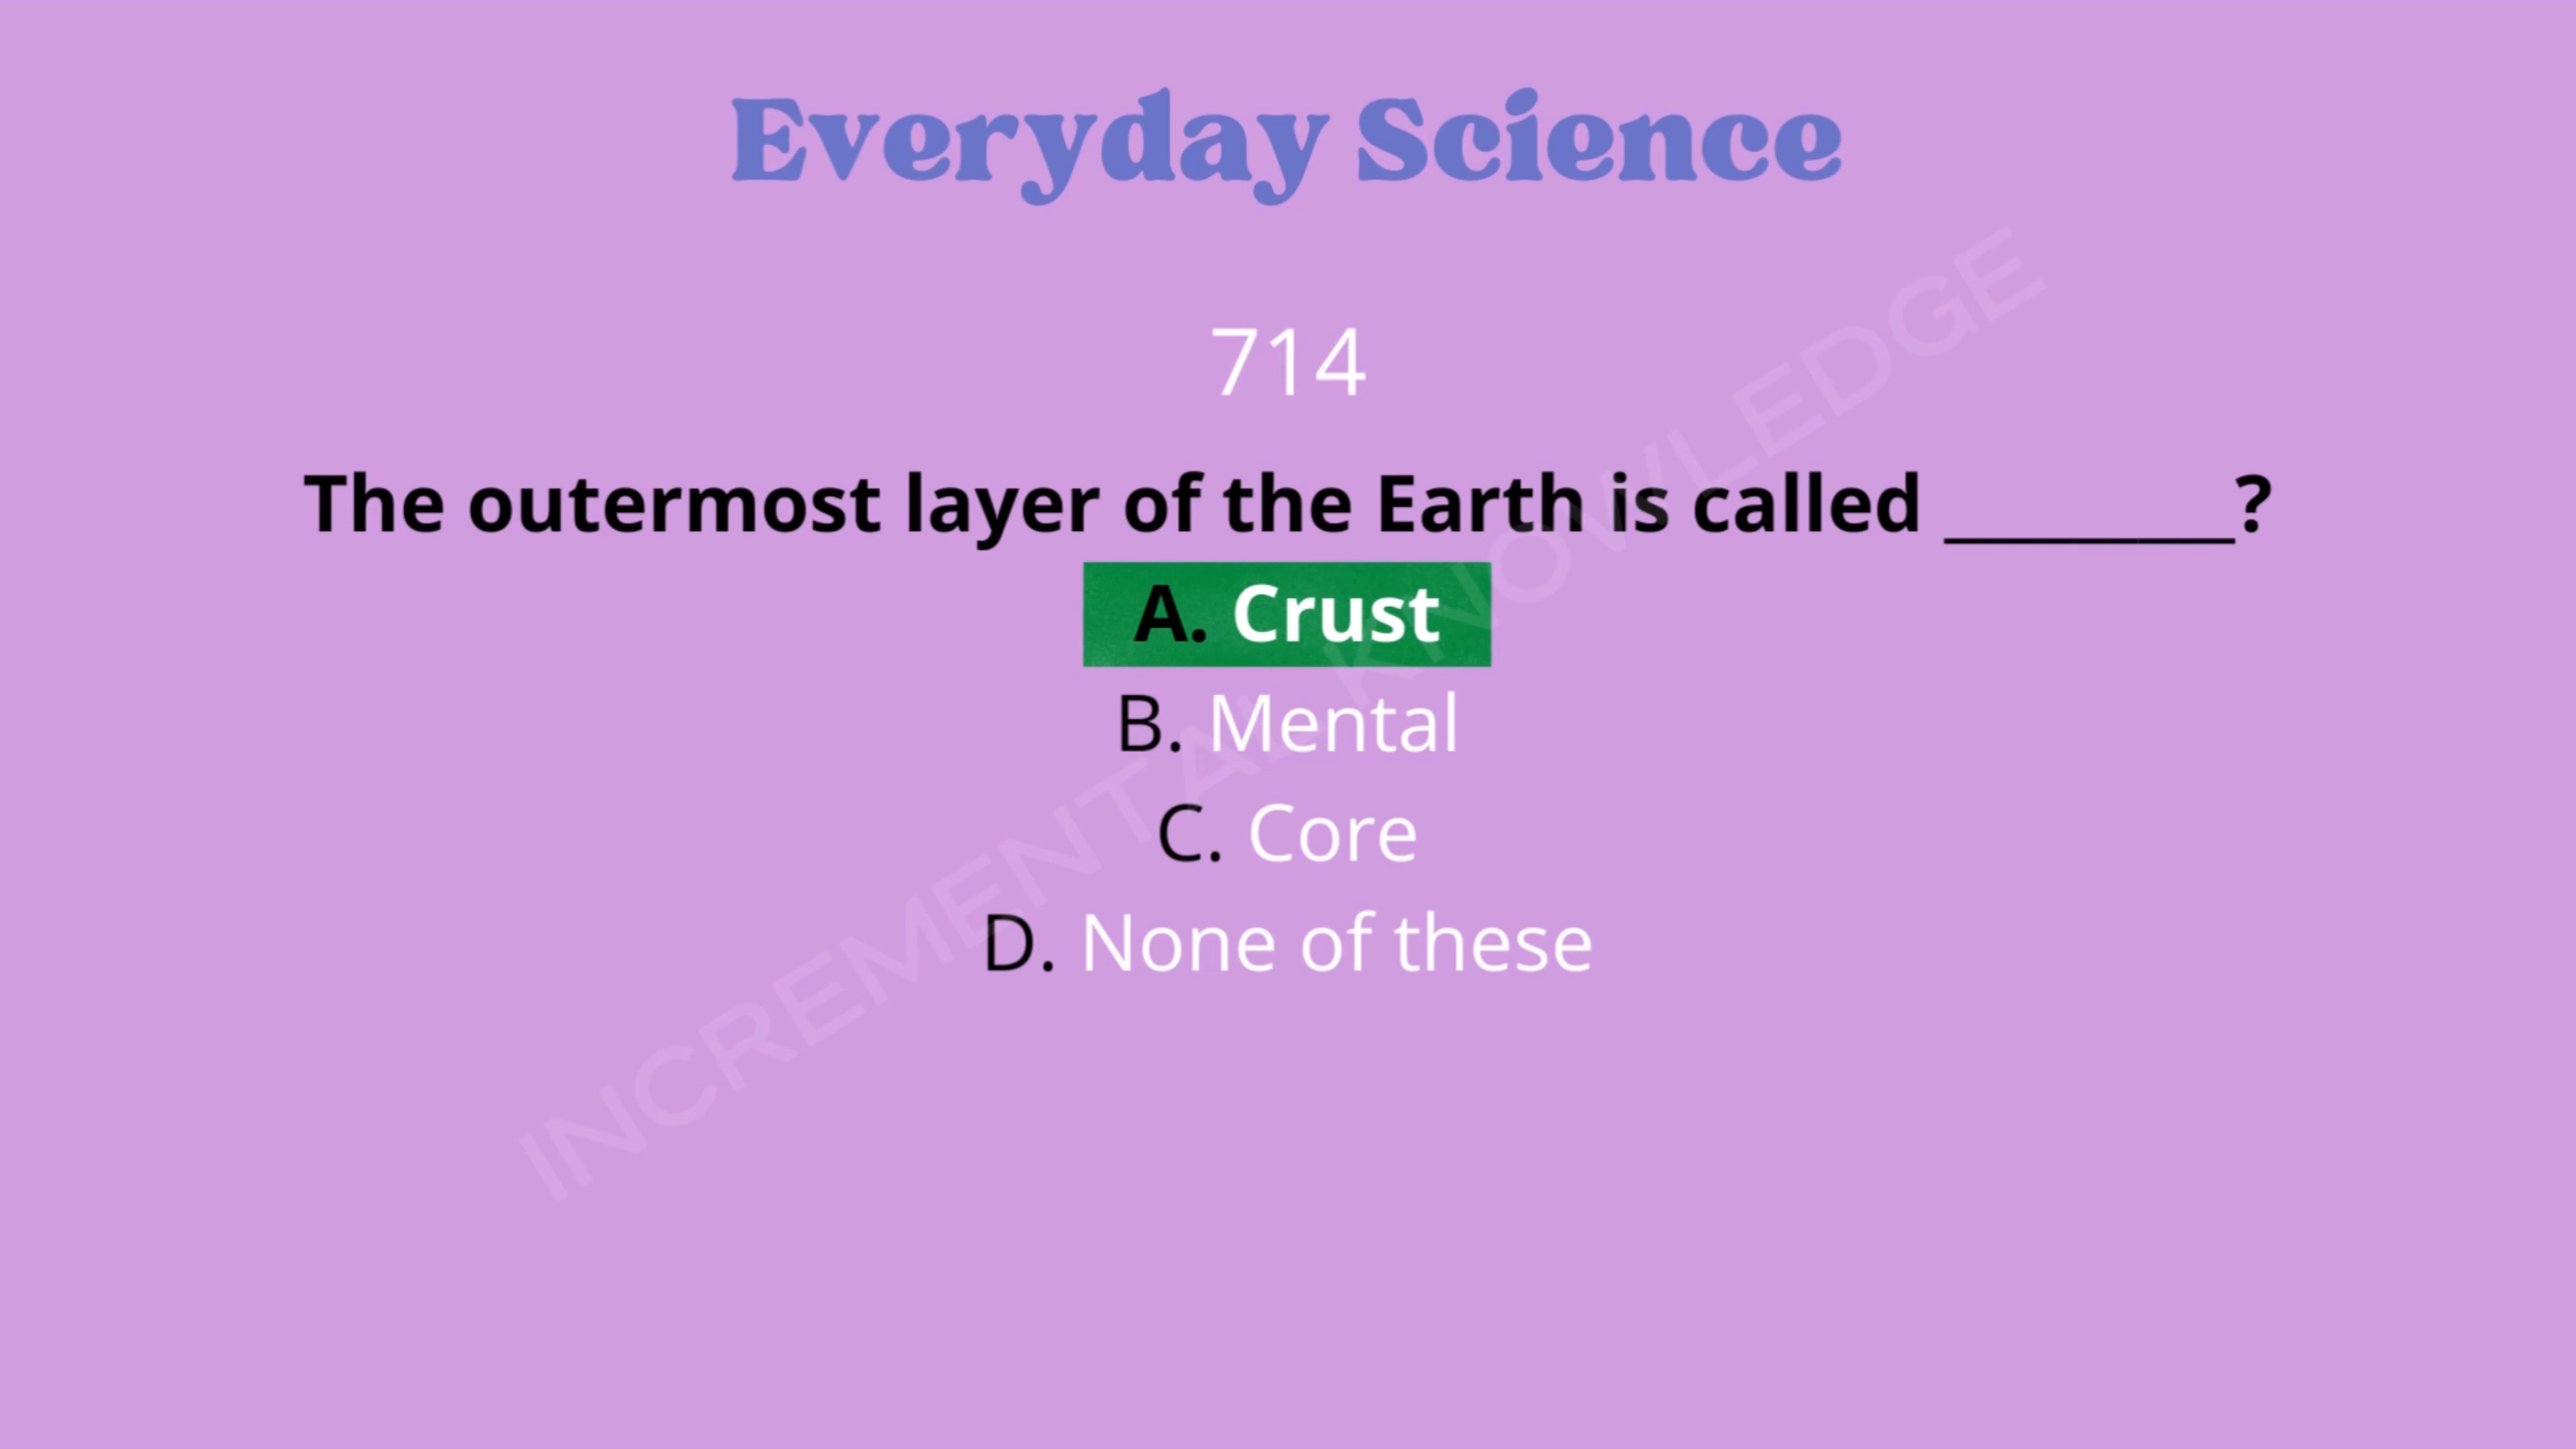 Everyday Science
714
The outermost layer of the Earth is called _________?
A. Crust
B. Mental
C. Core
D. None of these
INCREMENTAL KNOWLEDGE